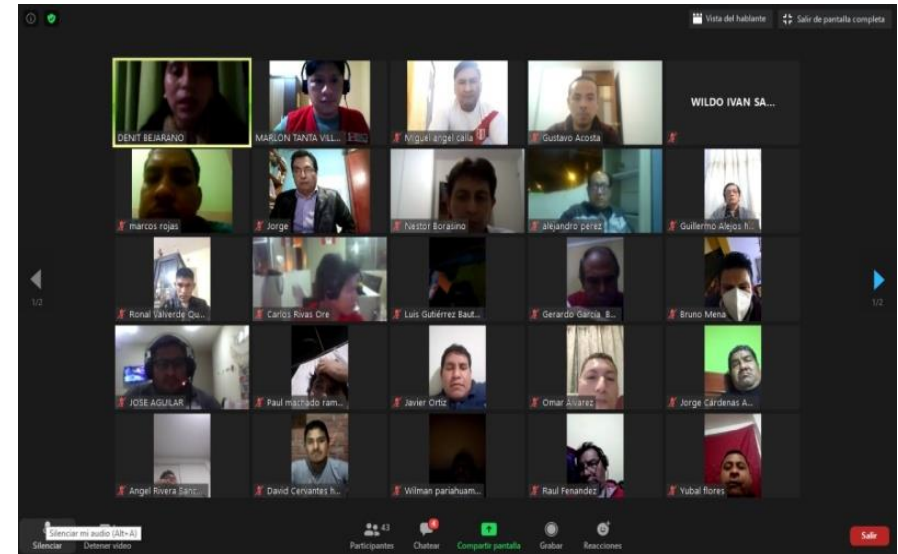 Vista del hablante
Salir de pantalla completa
DENIT BEJARANO
MARLON TANTA VILL...
Miguel angel calla
Gustavo Acosta
WILDO IVAN SA...
marcos rojas
Jorge
Nestor Borasino
alejandro perez
Guillermo Alejos h...
Ronal Valverde Qu...
Carlos Rivas Ore
Luis Gutiérrez Baut...
Gerardo Garcia_B...
Bruno Mena
JOSE AGUILAR
Paul machado ram...
Javier Ortiz
Omar Alvarez
Jorge Cárdenas A...
Angel Rivera Sanc...
David Cervantes h...
Wilman pariahuam...
Raul Fenandez
Yubal flores
1/2
1/2
Silenciar mi audio (Alt+A)
43
4
Silenciar
Detener video
Participantes
Chatear
Compartir pantalla
Grabar
Reacciones
Salir